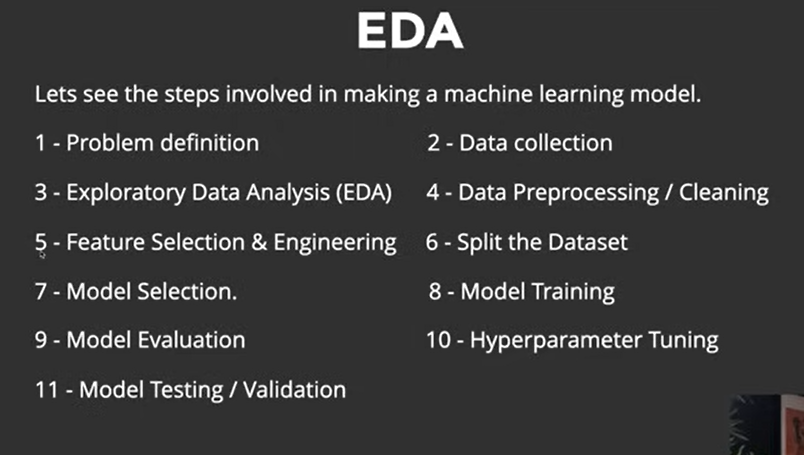 EDA
Lets see the steps involved in making a machine learning model.
1 - Problem definition
2 - Data collection
3 - Exploratory Data Analysis (EDA)
4 - Data Preprocessing / Cleaning
5 - Feature Selection & Engineering
6 - Split the Dataset
7 - Model Selection.
8 - Model Training
9 - Model Evaluation
10 - Hyperparameter Tuning
11 - Model Testing / Validation